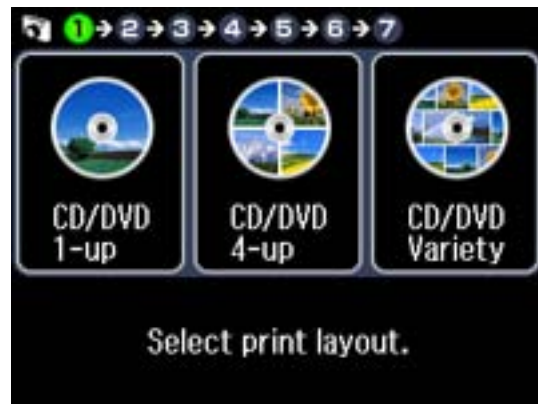 1 → 2 → 3 → 4 → 5 → 6 → 7
CD/DVD
1-up
CD/DVD
4-up
CD/DVD
Variety
Select print layout.